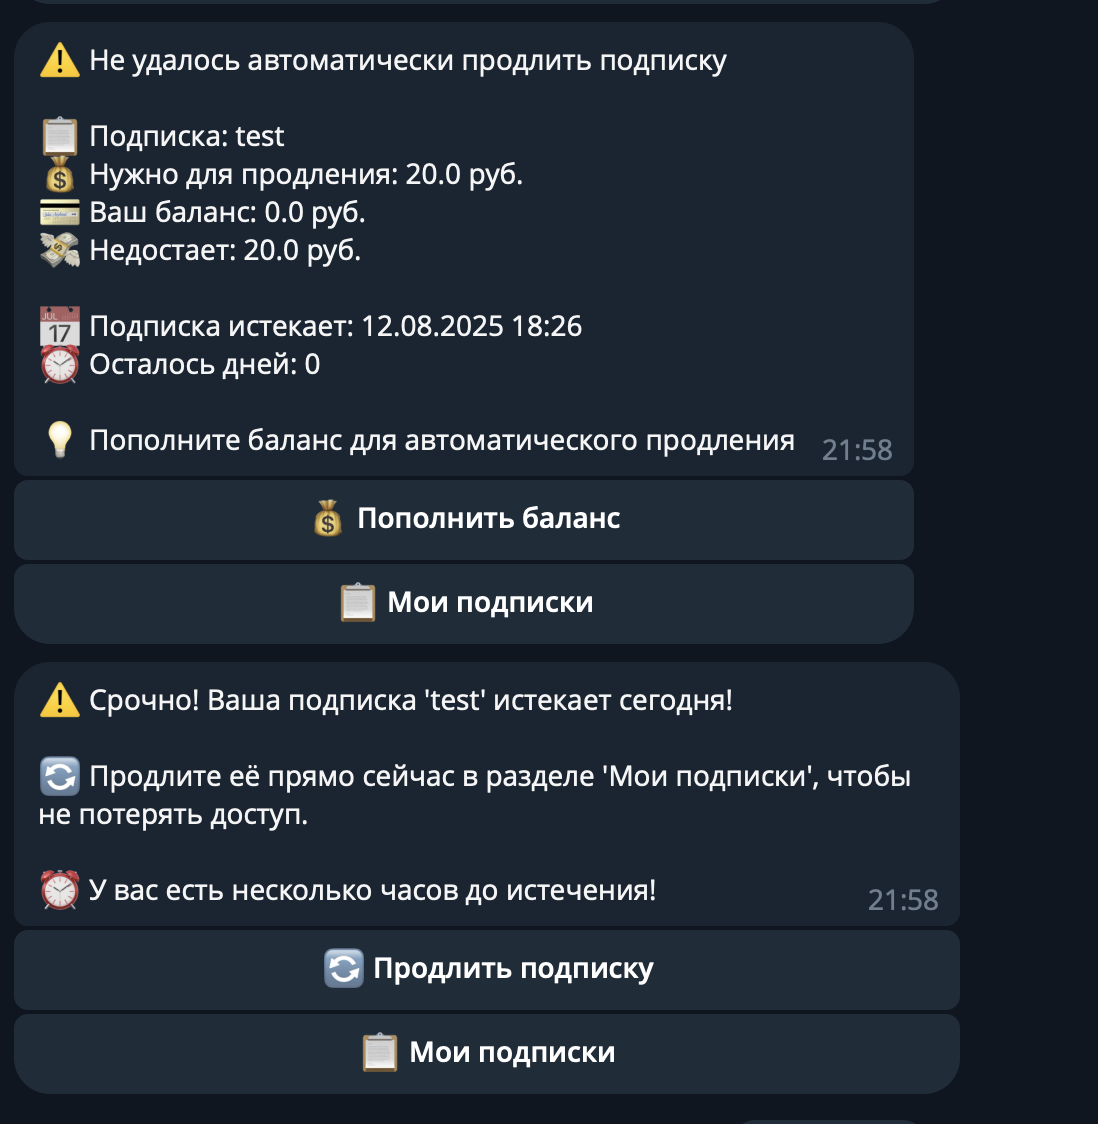 ⚠️ Не удалось автоматически продлить подписку
📋 Подписка: test
💰 Нужно для продления: 20.0 руб.
💳 Ваш баланс: 0.0 руб.
💸 Недостает: 20.0 руб.
📅 Подписка истекает: 12.08.2025 18:26
⏰ Осталось дней: 0
💡 Пополните баланс для автоматического продления 21:58
💰 Пополнить баланс
📋 Мои подписки
⚠️ Срочно! Ваша подписка 'test' истекает сегодня!
🔄 Продлите её прямо сейчас в разделе 'Мои подписки', чтобы
не потерять доступ.
⏰ У вас есть несколько часов до истечения! 21:58
🔄 Продлить подписку
📋 Мои подписки